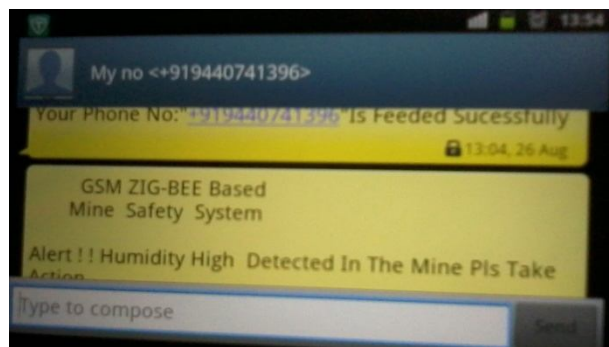 13:54
My no <+919440741396>
Your Phone No:"+919440741396"Is Feeded Sucessfully
13:04, 26 Aug
GSM ZIG-BEE Based
Mine Safety System
Alert ! ! Humidity High Detected In The Mine Pls Take
Action
Type to compose
Send